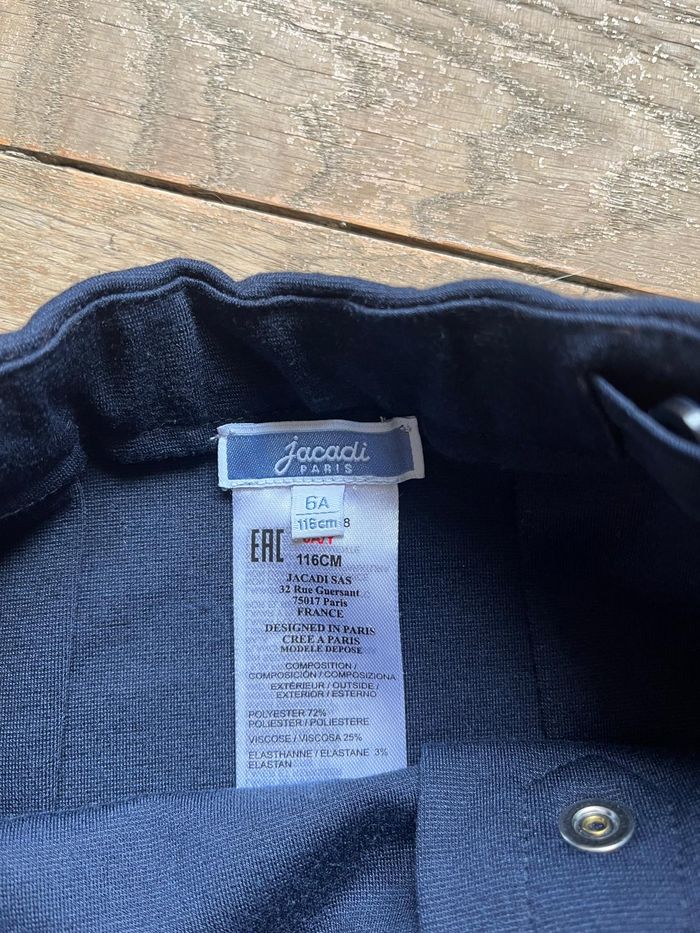 jacadi
PARIS
6A
116cm
8
EAC
116CM
JACADI SAS
32 Rue Guersant
75017 Paris
FRANCE
DESIGNED IN PARIS
CREE A PARIS
MODELE DEPOSE
COMPOSITION /
COMPOSICIÓN / COMPOSIZIONA
EXTÉRIEUR / OUTSIDE /
EXTERIOR / ESTERNO
POLYESTER 72%
POLIESTER / POLIESTERE
VISCOSE / VISCOSA 25%
ELASTHANNE / ELASTANE 3%
ELASTAN